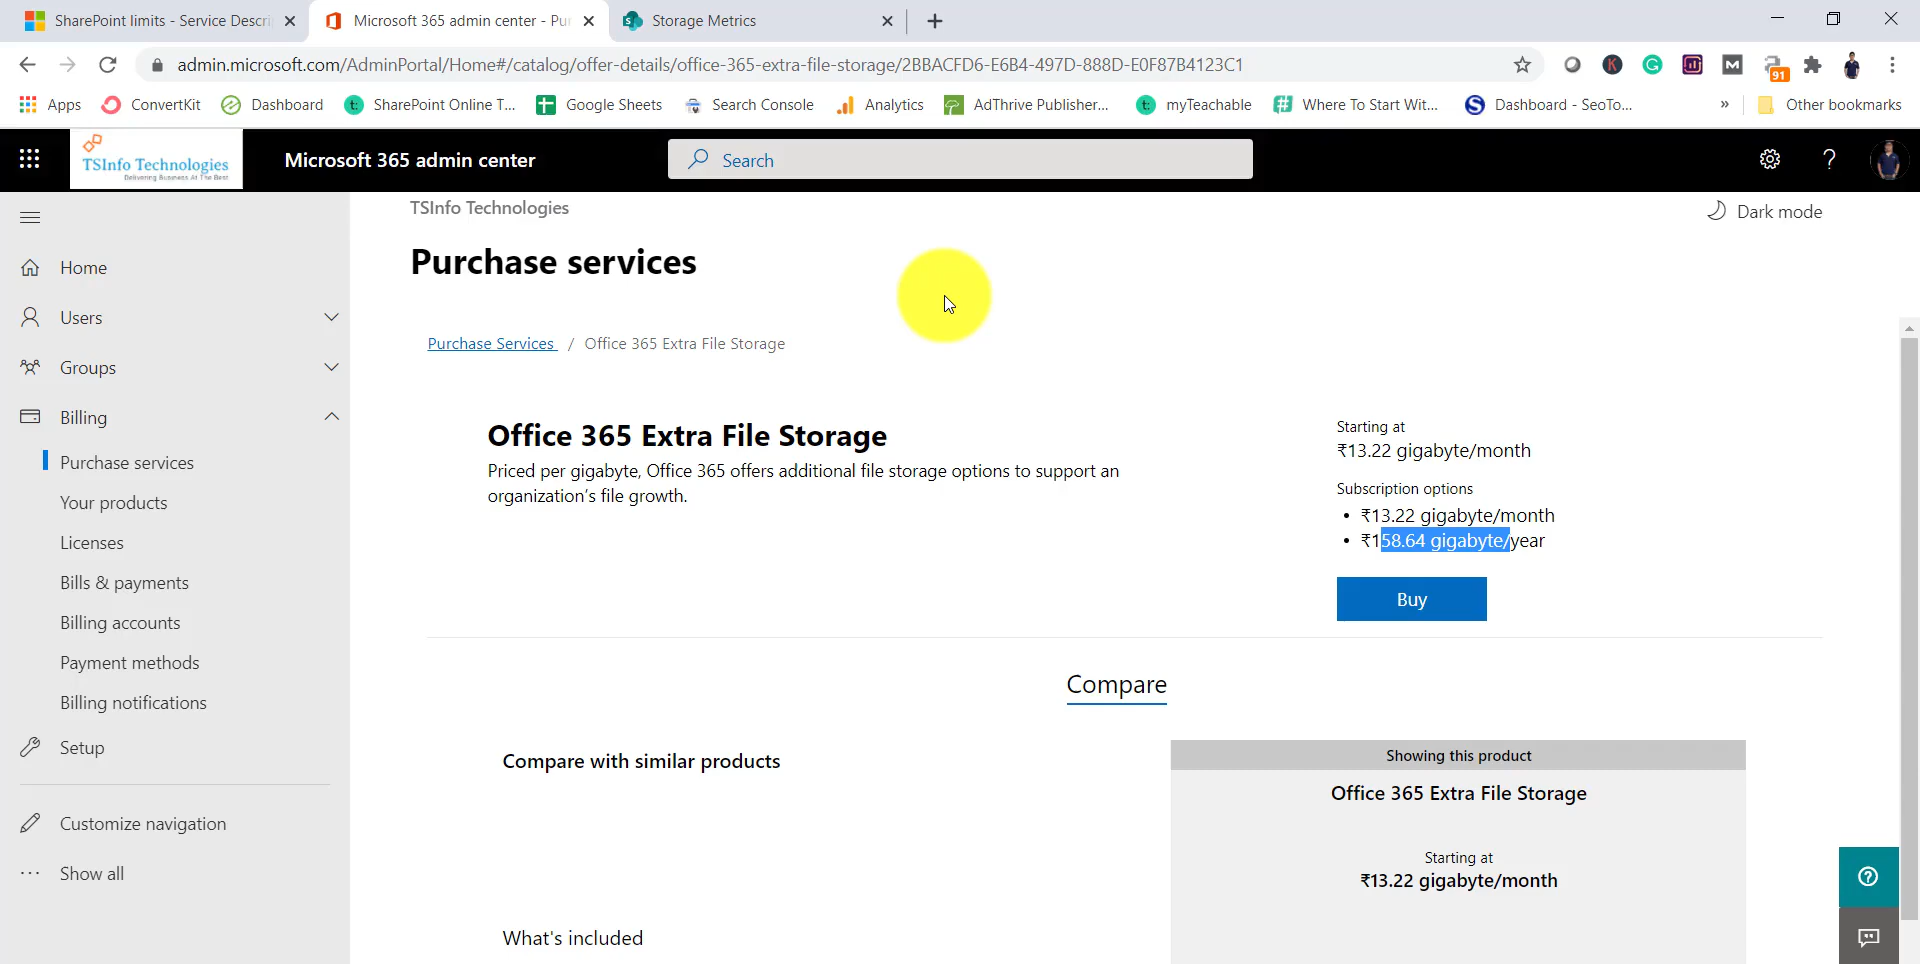 SharePoint limits - Service Descri
Microsoft 365 admin center - Pu
Storage Metrics
admin.microsoft.com/AdminPortal/Home#/catalog/offer-details/office-365-extra-file-storage/2BBACFD6-E6B4-497D-888D-E0F87B4123C1
91
Apps
ConvertKit
Dashboard
SharePoint Online T...
Google Sheets
Search Console
Analytics
AdThrive Publisher...
myTeachable
Where To Start Wit...
Dashboard - SeoTo...
»
Other bookmarks
TSInfo Technologies
Delivering Business At The Best
Microsoft 365 admin center
Search
?
TSInfo Technologies
Dark mode
Purchase services
Home
Users
Groups
Billing
Purchase services
Your products
Licenses
Bills & payments
Billing accounts
Payment methods
Billing notifications
Setup
Customize navigation
Show all
Purchase Services / Office 365 Extra File Storage
Office 365 Extra File Storage
Priced per gigabyte, Office 365 offers additional file storage options to support an
organization's file growth.
Starting at
₹13.22 gigabyte/month
Subscription options
• ₹13.22 gigabyte/month
• ₹158.64 gigabyte/year
Buy
Compare
Compare with similar products
Showing this product
Office 365 Extra File Storage
Starting at
₹13.22 gigabyte/month
What's included